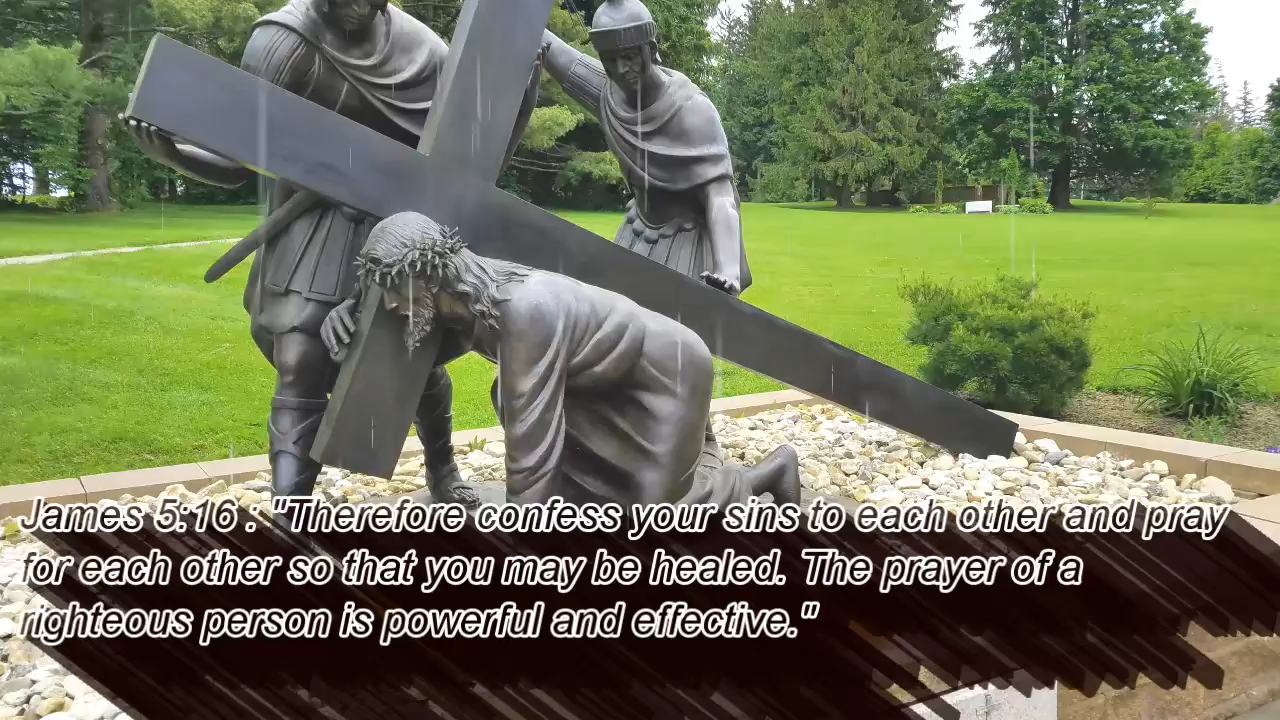 James 5:16 : "Therefore confess your sins to each other and pray
for each other so that you may be healed. The prayer of a
righteous person is powerful and effective."